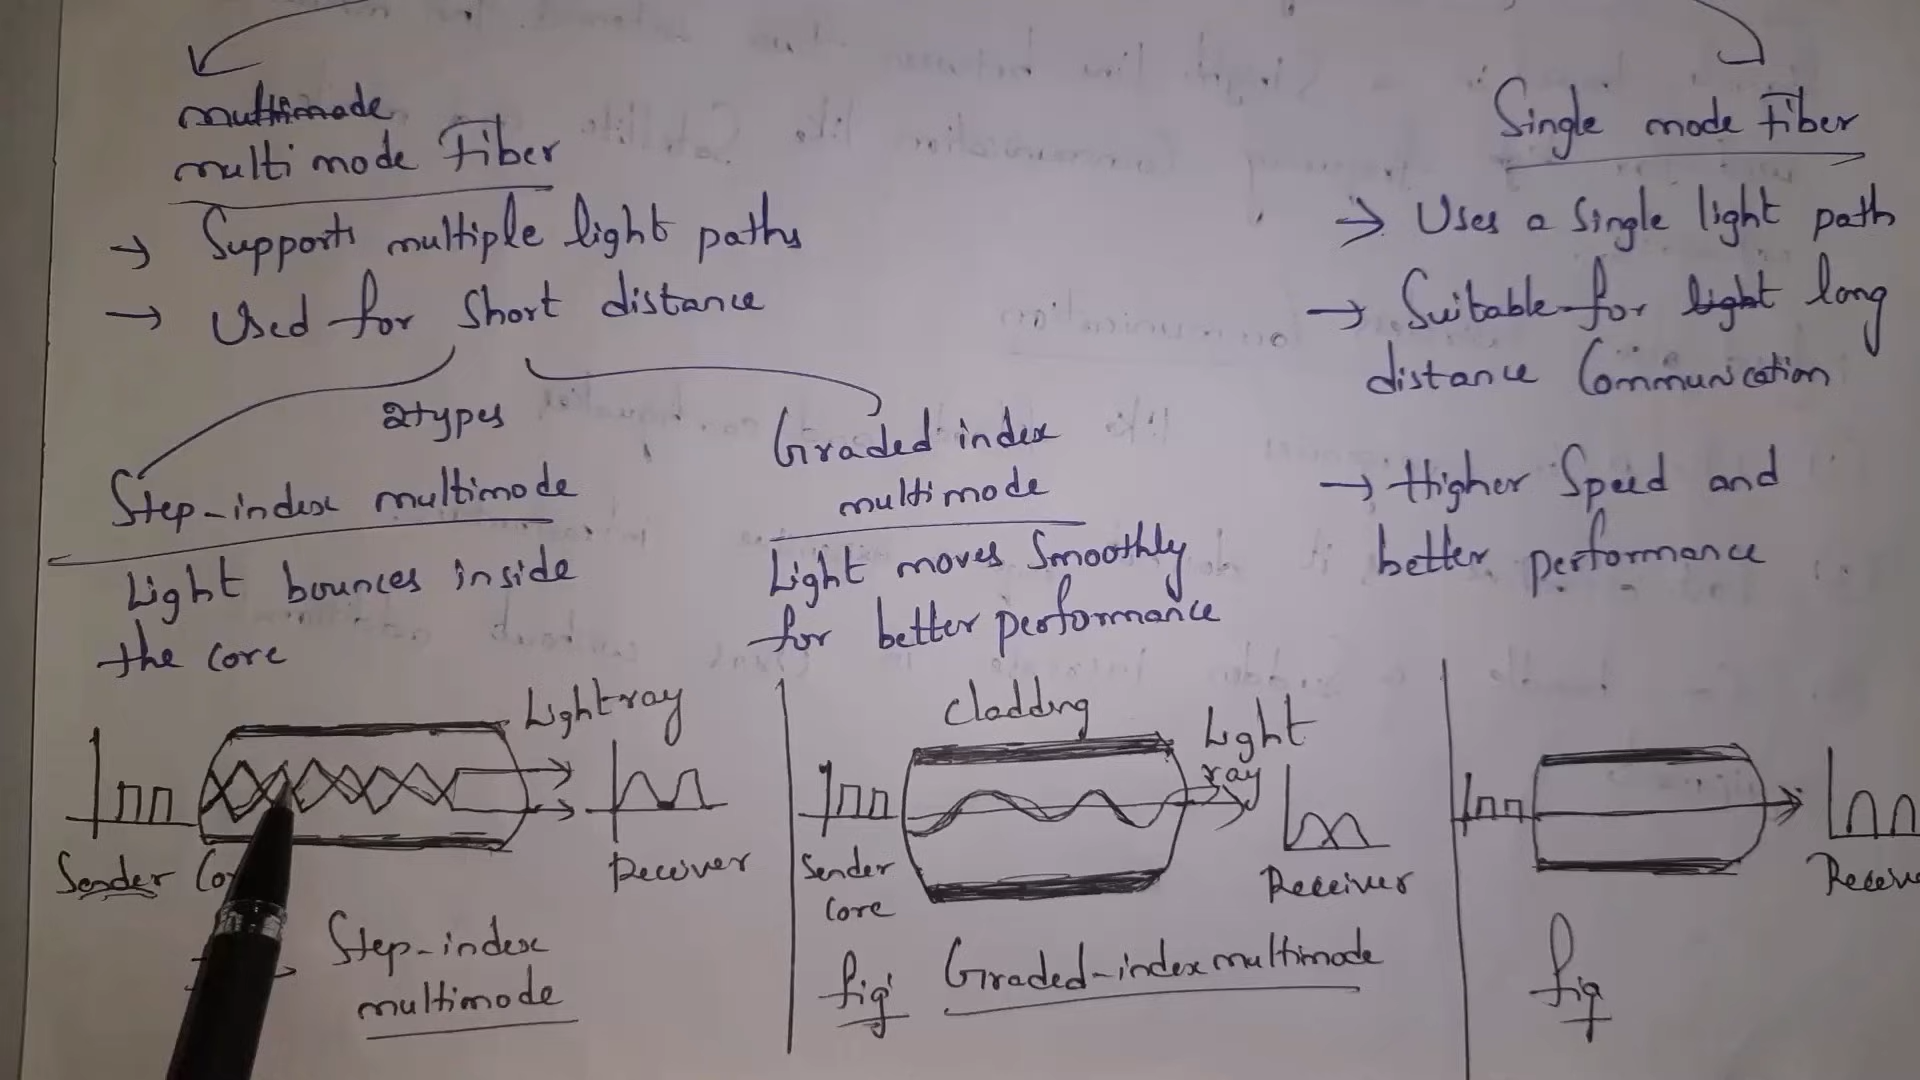 multimode
multi mode Fiber
→ Supports multiple light paths
→ Used for Short distance
2types
Step-index multimode
Light bounces inside
the core
Graded index
multimode
Light moves Smoothly
for better performance
Single mode Fiber
→ Uses a Single light path
→ Suitable for light long
distance Communication
→ Higher Speed and
better performance
Light ray
Sender
Receiver
Step-index
multimode
Cladding
Light
ray
Sender
Core
Receiver
fig
Graded-index multimode
fig